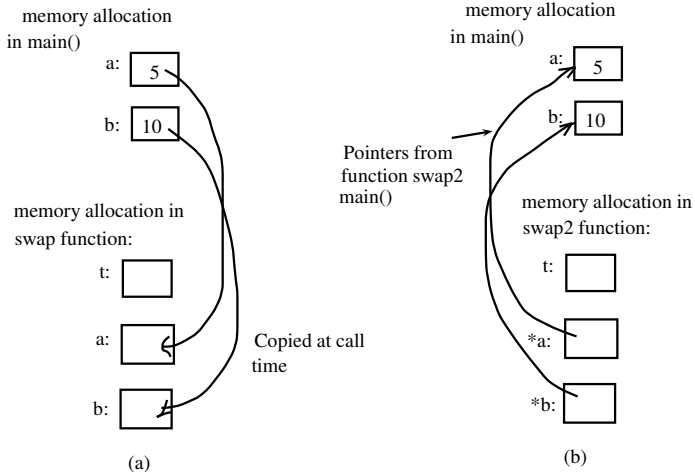 memory allocation
in main()
a:
5
b:
10
memory allocation in
swap function:
t:
a:
b:
Copied at call
time
(a)
memory allocation
in main()
a:
5
b:
10
Pointers from
function swap2
main()
memory allocation in
swap2 function:
t:
*a:
*b:
(b)